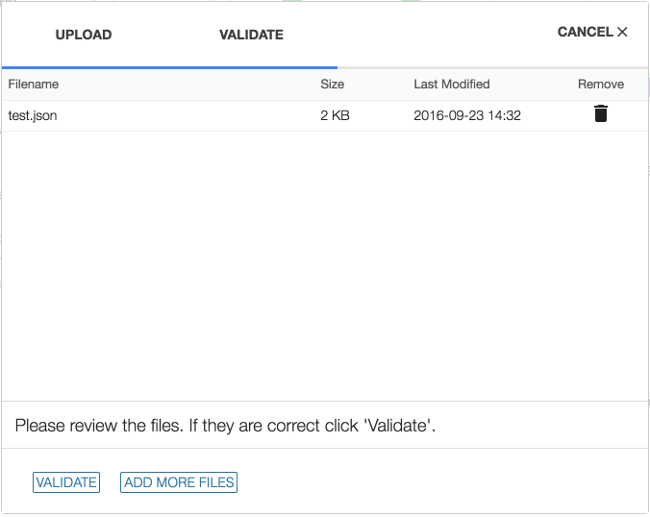 UPLOAD VALIDATE CANCEL ×
Filename Size Last Modified Remove
test.json 2 KB 2016-09-23 14:32
Please review the files. If they are correct click 'Validate'.
VALIDATE ADD MORE FILES